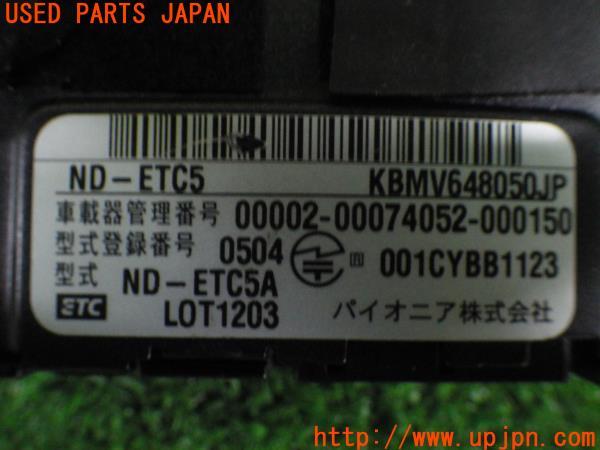 USED PARTS JAPAN
ND-ETC5 KBMV648050JP
車載器管理番号 00002-00074052-000150
型式登録番号 0504 001CYBB1123
型式 ND-ETC5A
ETC LOT1203 パイオニア株式会社
UPJ
http://www.upjpn.com/